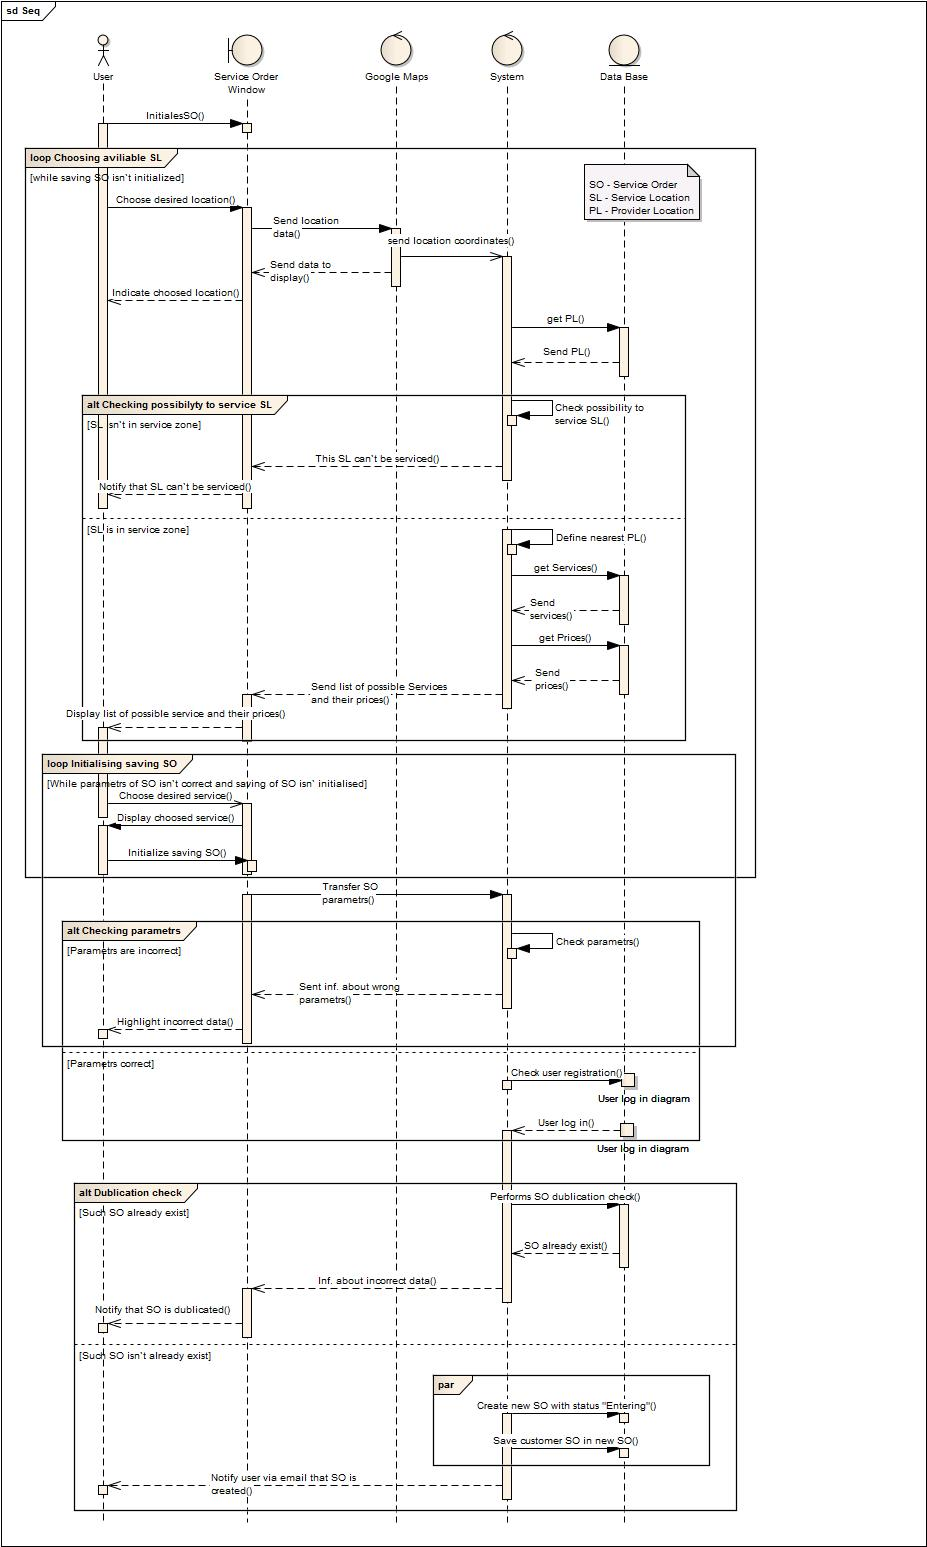 sd Seq
User
Service Order
Window
Google Maps
System
Data Base
InitialesSO()
loop Choosing aviliable SL
[while saving SO isn't initialized]
SO - Service Order
SL - Service Location
PL - Provider Location
Choose desired location()
Send location
data()
send location coordinates()
Send data to
display()
Indicate choosed location()
get PL()
Send PL()
alt Checking possibilyty to service SL
[SL isn't in service zone]
Check possibility to
service SL()
This SL can't be serviced()
Notify that SL can't be serviced()
[SL is in service zone]
Define nearest PL()
get Services()
Send
services()
get Prices()
Send
prices()
Send list of possible Services
and their prices()
Display list of possible service and their prices()
loop Initialising saving SO
[While parametrs of SO isn't correct and saving of SO isn' initialised]
Choose desired service()
Display choosed service()
Initialize saving SO()
Transfer SO
parametrs()
alt Checking parametrs
[Parametrs are incorrect]
Check parametrs()
Sent inf. about wrong
parametrs()
Highlight incorrect data()
[Parametrs correct]
Check user registration()
User log in diagram
User log in()
User log in diagram
alt Dublication check
Performs SO dublication check()
[Such SO already exist]
SO already exist()
Inf. about incorrect data()
Notify that SO is dublicated()
[Such SO isn't already exist]
par
Create new SO with status "Entering"()
Save customer SO in new SO()
Notify user via email that SO is
created()